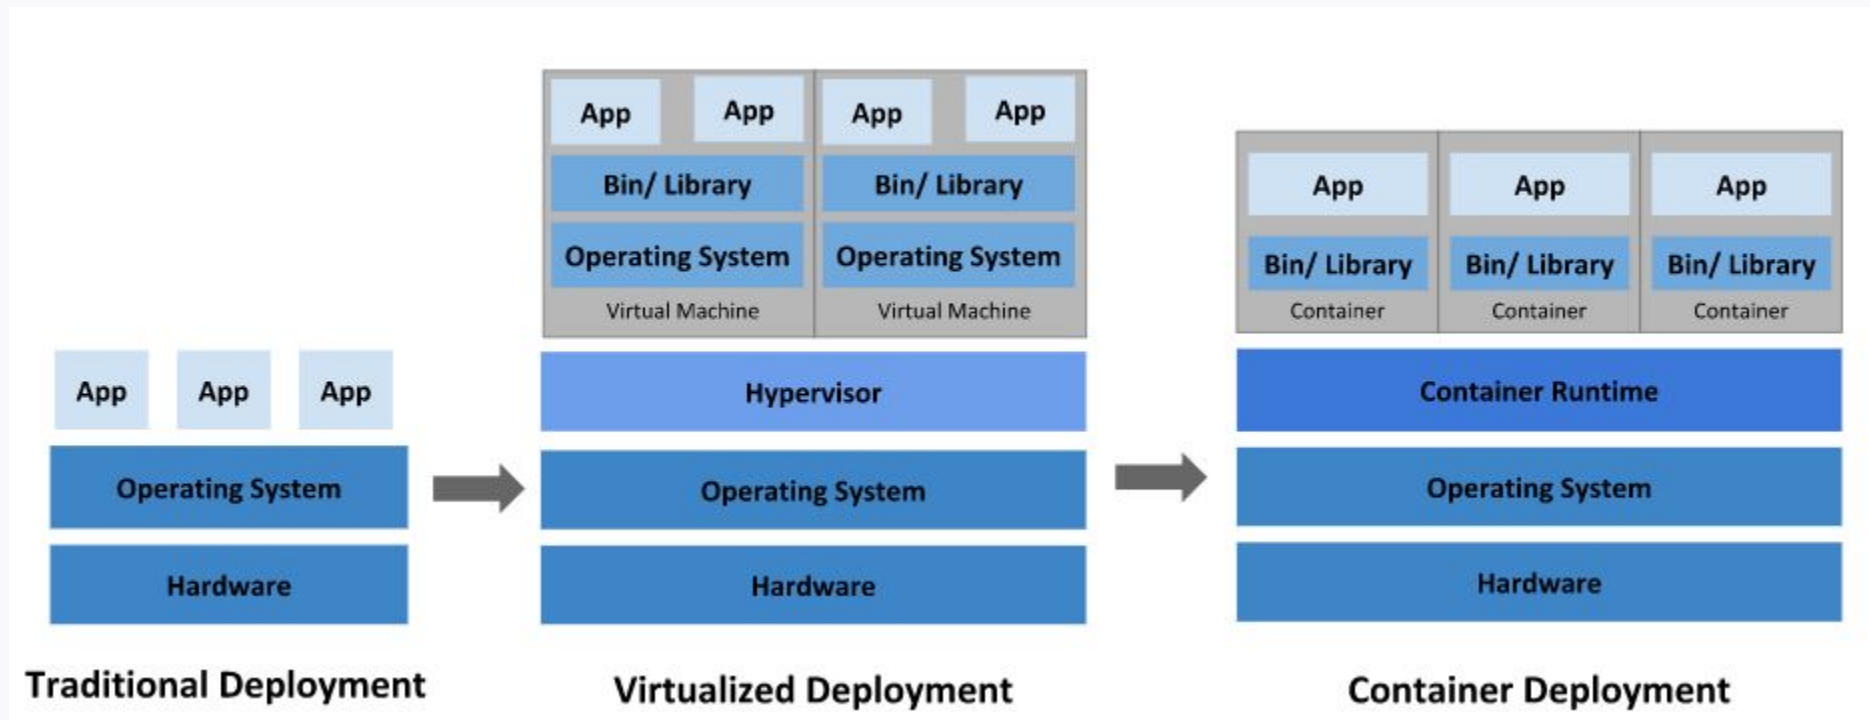 App App App
Operating System
Hardware
Traditional Deployment
App App App App
Bin/ Library Bin/ Library
Operating System Operating System
Virtual Machine Virtual Machine
Hypervisor
Operating System
Hardware
Virtualized Deployment
App App App
Bin/ Library Bin/ Library Bin/ Library
Container Container Container
Container Runtime
Operating System
Hardware
Container Deployment